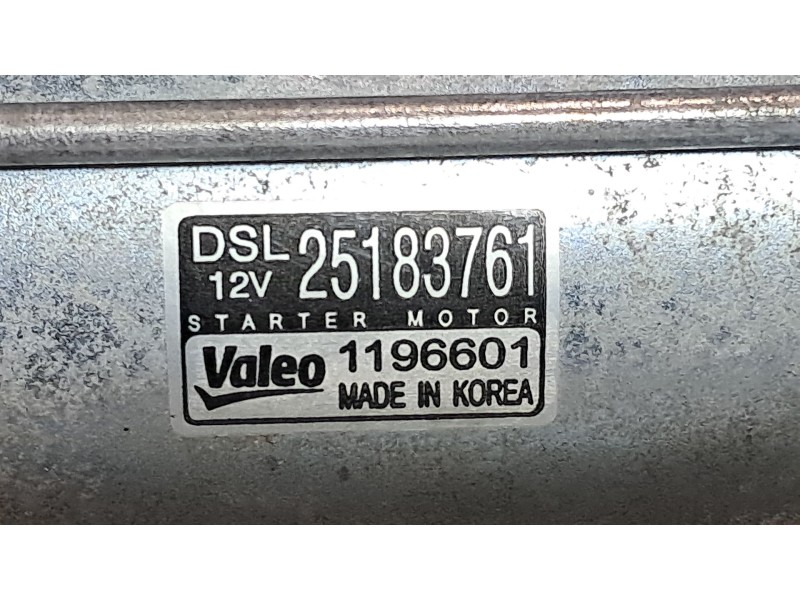 DSL 25183761
12V
STARTER MOTOR
Valeo 1196601
MADE IN KOREA